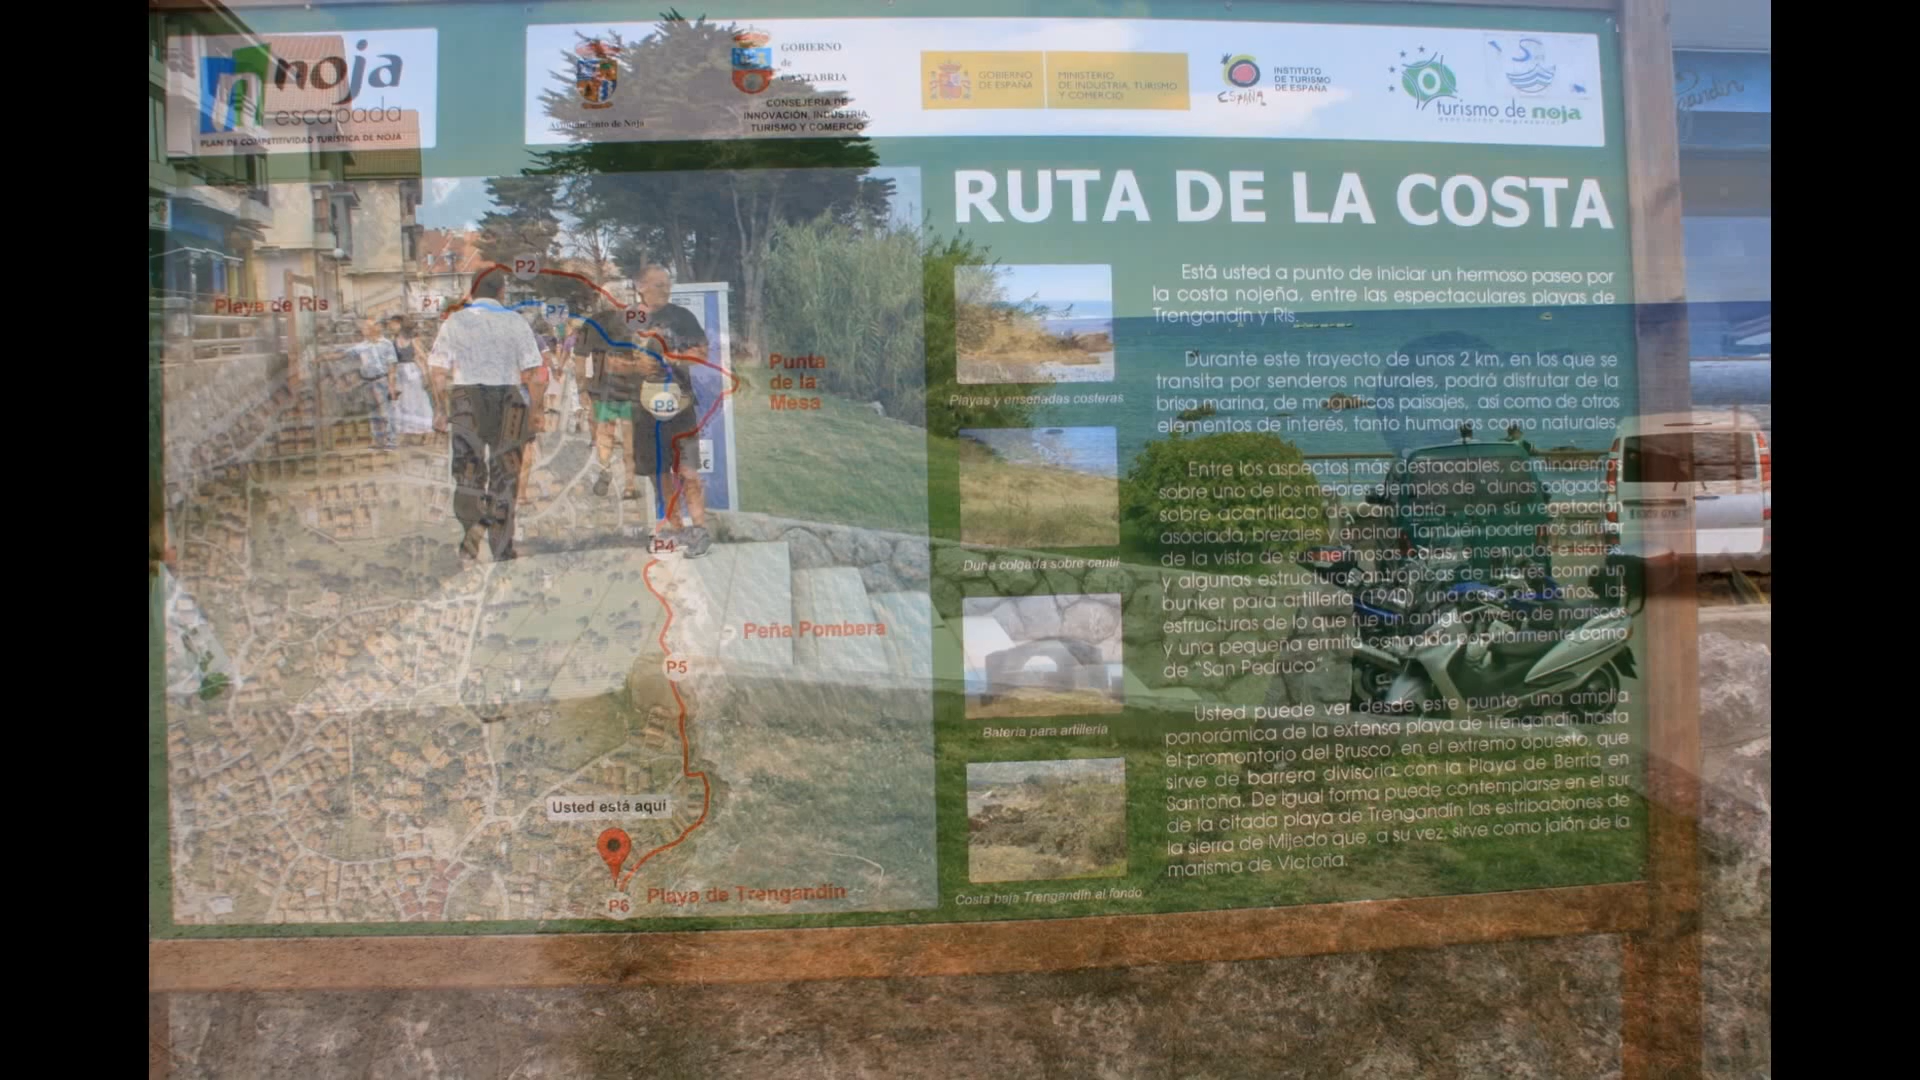 noja
escapada
PLAN DE COMPETITIVIDAD TURÍSTICA DE NOJA
Ayuntamiento de Noja
GOBIERNO
de
CANTABRIA
CONSEJERÍA DE
INNOVACIÓN, INDUSTRIA,
TURISMO Y COMERCIO
GOBIERNO
DE ESPAÑA
MINISTERIO
DE INDUSTRIA, TURISMO
Y COMERCIO
ESPAÑA
INSTITUTO
DE TURISMO
DE ESPAÑA
turismo de noja
asociación empresarial
RUTA DE LA COSTA
Está usted a punto de iniciar un hermoso paseo por
la costa nojeña, entre las espectaculares playas de
Trengandín y Ris.
Durante este trayecto de unos 2 km, en los que se
transita por senderos naturales, podrá disfrutar de la
brisa marina, de magníficos paisajes, así como de otros
elementos de interés, tanto humanos como naturales.
Entre los aspectos más destacables, caminaremos
sobre uno de los mejores ejemplos de "dunas colgadas
sobre acantilado de Cantabria, con su vegetación
asociada, brezales y encinar. También podremos difrutar
de la vista de sus hermosas calas, ensenadas e islotes,
y algunas estructuras antrópicas de interés como un
bunker para artillería (1940), una casa de baños, las
estructuras de lo que fue un antiguo vivero de mariscos
y una pequeña ermita conocida popularmente como
de "San Pedruco".
Usted puede ver desde este punto, una amplia
panorámica de la extensa playa de Trengandín hasta
el promontorio del Brusco, en el extremo opuesto, que
sirve de barrera divisoria con la Playa de Berria en
Santoña. De igual forma puede contemplarse en el sur
de la citada playa de Trengandín las estribaciones de
la sierra de Mijedo que, a su vez, sirve como jalón de la
marisma de Victoria.
Playas y ensenadas costeras
Duna colgada sobre cantil
Batería para artillería
Costa baja Trengandín al fondo
Playa de Ris
P1
P2
P7
P3
Punta
de la
Mesa
P8
P4
Peña Pombera
P5
Usted está aquí
P6
Playa de Trengandín